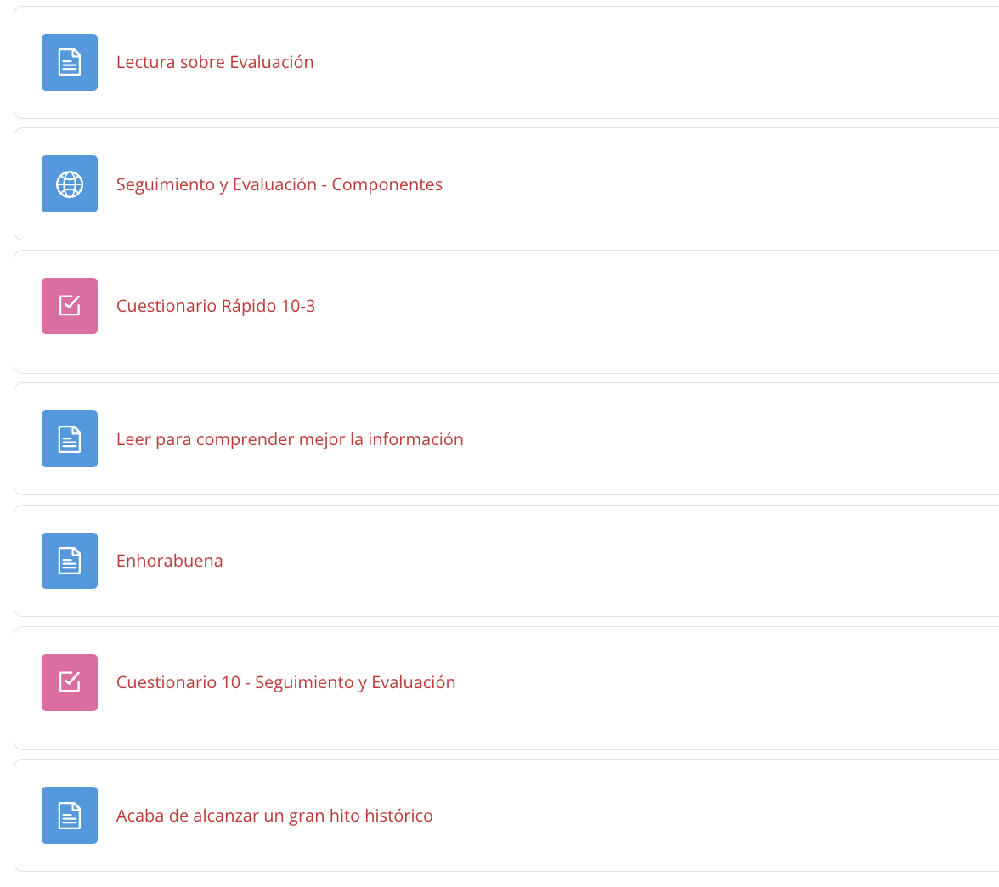 Lectura sobre Evaluación
Seguimiento y Evaluación - Componentes
Cuestionario Rápido 10-3
Leer para comprender mejor la información
Enhorabuena
Cuestionario 10 - Seguimiento y Evaluación
Acaba de alcanzar un gran hito histórico